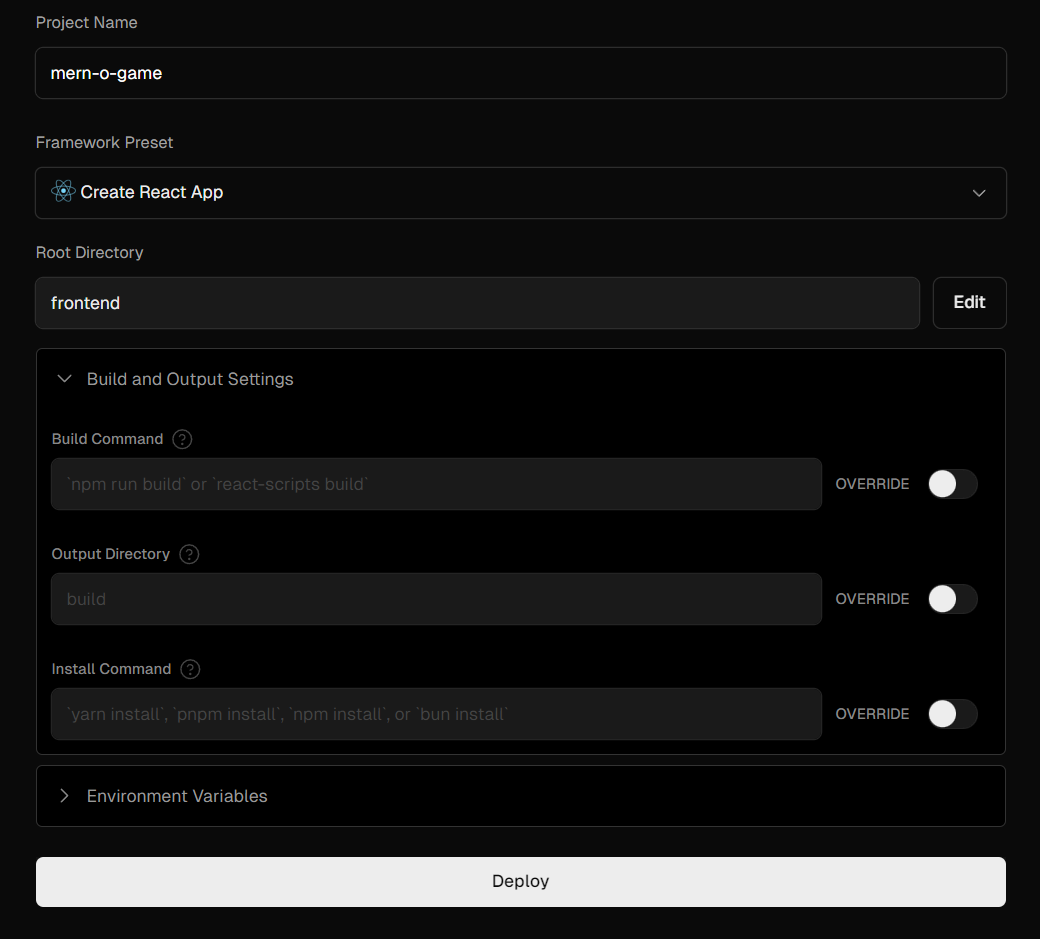 Project Name
mern-o-game
Framework Preset
Create React App
Root Directory
frontend
Edit
Build and Output Settings
Build Command ?
`npm run build` or `react-scripts build`
OVERRIDE
Output Directory ?
build
OVERRIDE
Install Command ?
`yarn install`, `pnpm install`, `npm install`, or `bun install`
OVERRIDE
Environment Variables
Deploy